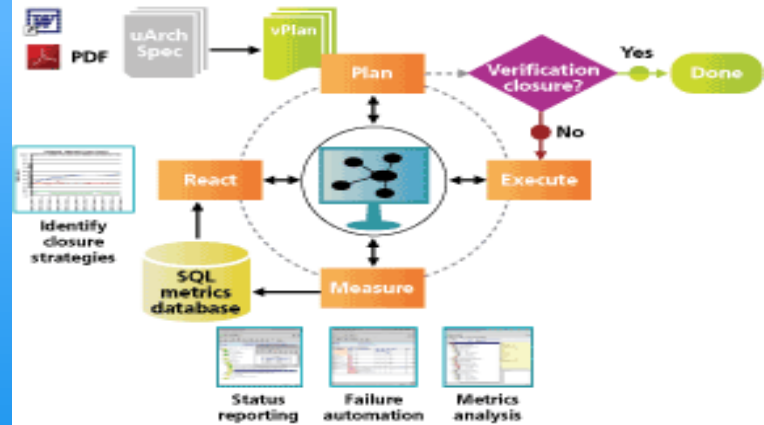 W
PDF
uArch
Spec
vPlan
Plan
Verification
closure?
Yes
Done
No
React
Execute
Identify
closure
strategies
SQL
metrics
database
Measure
Status
reporting
Failure
automation
Metrics
analysis